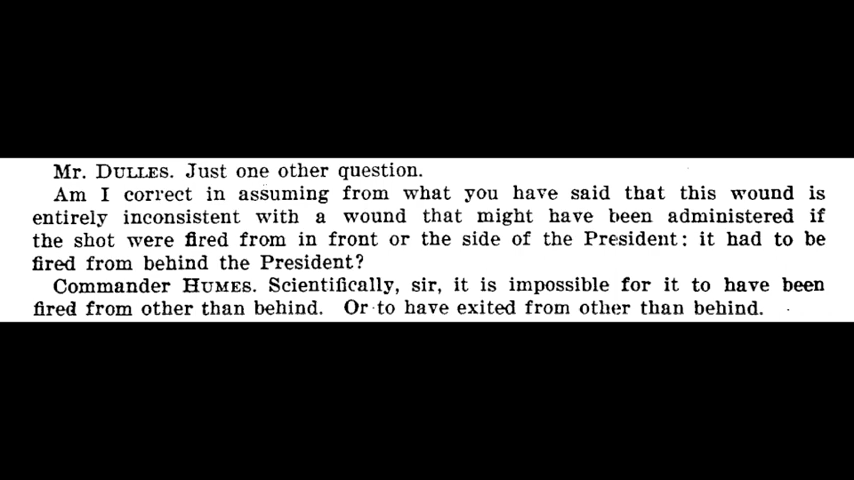 Mr. DULLES. Just one other question.
Am I correct in assuming from what you have said that this wound is
entirely inconsistent with a wound that might have been administered if
the shot were fired from in front or the side of the President: it had to be
fired from behind the President?
Commander HUMES. Scientifically, sir, it is impossible for it to have been
fired from other than behind. Or to have exited from other than behind.